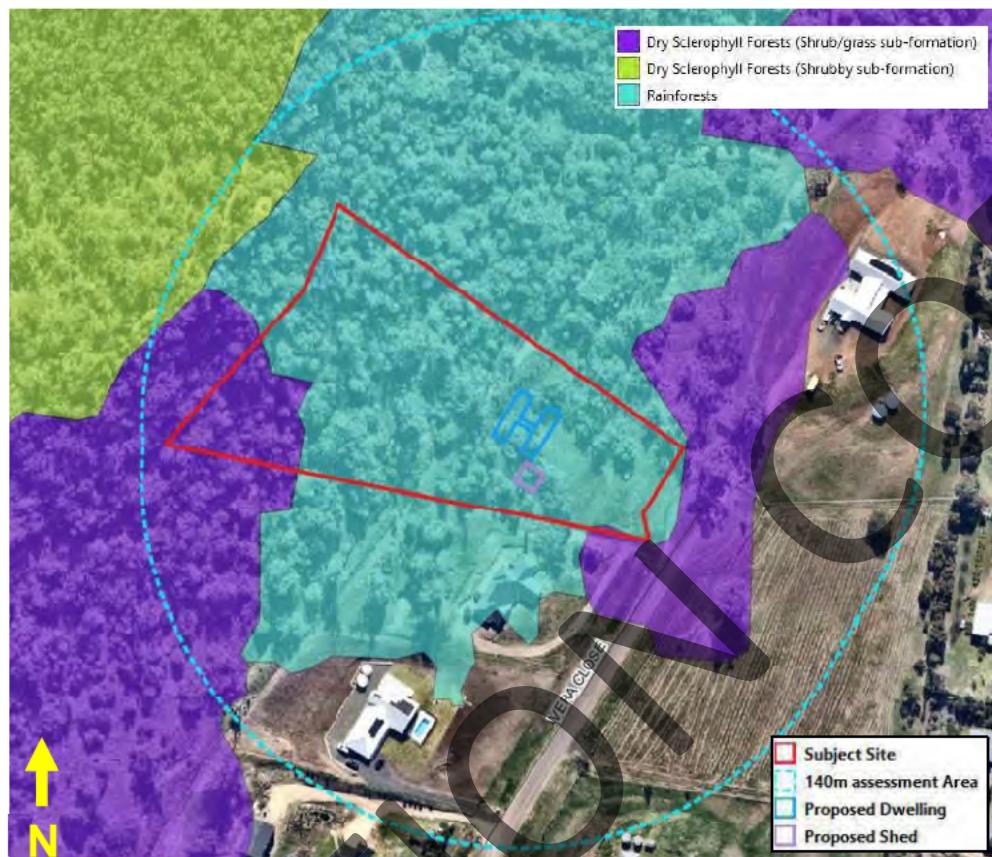 Dry Sclerophyll Forests (Shrub/grass sub-formation)
Dry Sclerophyll Forests (Shrubby sub-formation)
Rainforests
VERA CLOSE
Subject Site
140m assessment Area
Proposed Dwelling
Proposed Shed
N